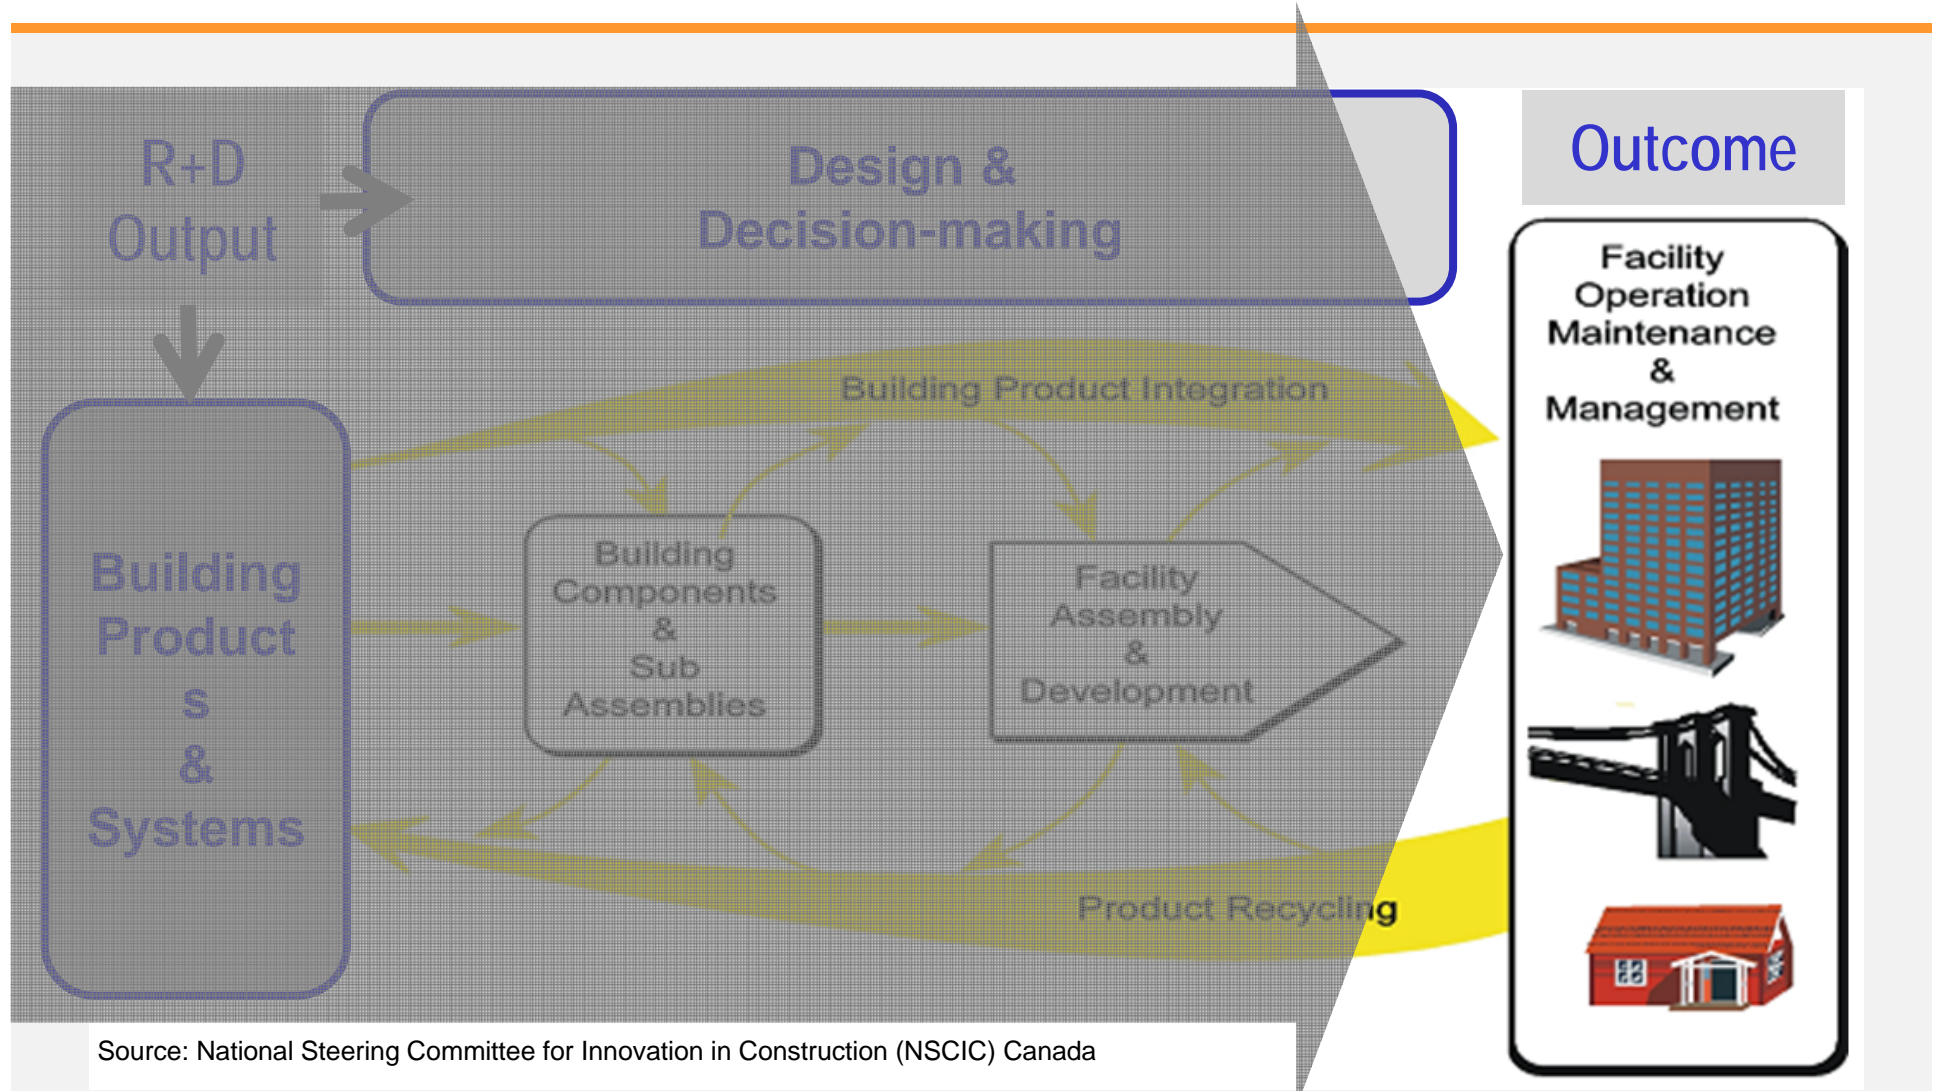 R+D
Output
Design &
Decision-making
Outcome
Facility
Operation
Maintenance
&
Management
Building Product Integration
Building
Product
s
&
Systems
Building
Components
&
Sub
Assemblies
Facility
Assembly
&
Development
Product Recycling
Source: National Steering Committee for Innovation in Construction (NSCIC) Canada